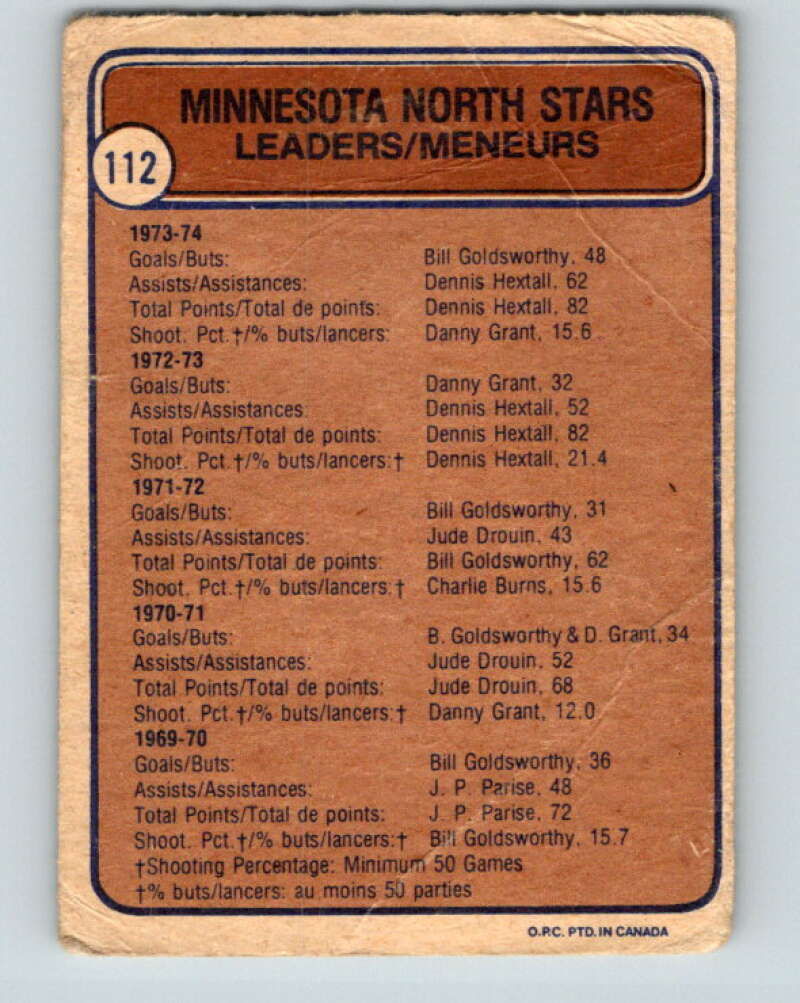 MINNESOTA NORTH STARS
LEADERS/MENEURS
112
1973-74
Goals/Buts: Bill Goldsworthy, 48
Assists/Assistances: Dennis Hextall, 62
Total Points/Total de points: Dennis Hextall, 82
Shoot. Pct.†/% buts/lancers: Danny Grant, 15.6
1972-73
Goals/Buts: Danny Grant, 32
Assists/Assistances: Dennis Hextall, 52
Total Points/Total de points: Dennis Hextall, 82
Shoot. Pct.†/% buts/lancers:† Dennis Hextall, 21.4
1971-72
Goals/Buts: Bill Goldsworthy, 31
Assists/Assistances: Jude Drouin, 43
Total Points/Total de points: Bill Goldsworthy, 62
Shoot. Pct.†/% buts/lancers:† Charlie Burns, 15.6
1970-71
Goals/Buts: B. Goldsworthy & D. Grant, 34
Assists/Assistances: Jude Drouin, 52
Total Points/Total de points: Jude Drouin, 68
Shoot. Pct.†/% buts/lancers:† Danny Grant, 12.0
1969-70
Goals/Buts: Bill Goldsworthy, 36
Assists/Assistances: J. P. Parise, 48
Total Points/Total de points: J. P. Parise, 72
Shoot. Pct.†/% buts/lancers:† Bill Goldsworthy, 15.7
†Shooting Percentage: Minimum 50 Games
†% buts/lancers: au moins 50 parties
O.P.C. PTD. IN CANADA